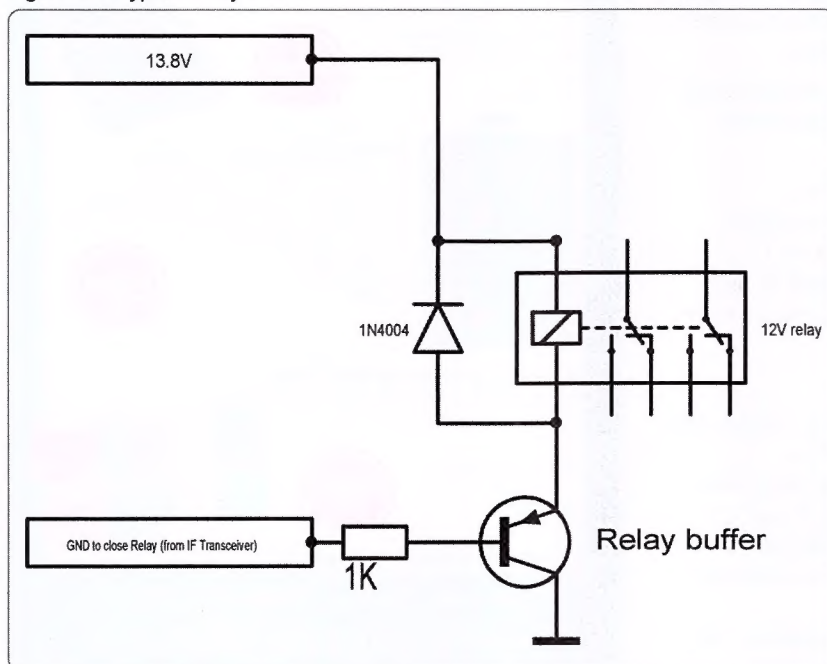 13.8V
1N4004
12V relay
GND to close Relay (from IF Transceiver)
1K
Relay buffer